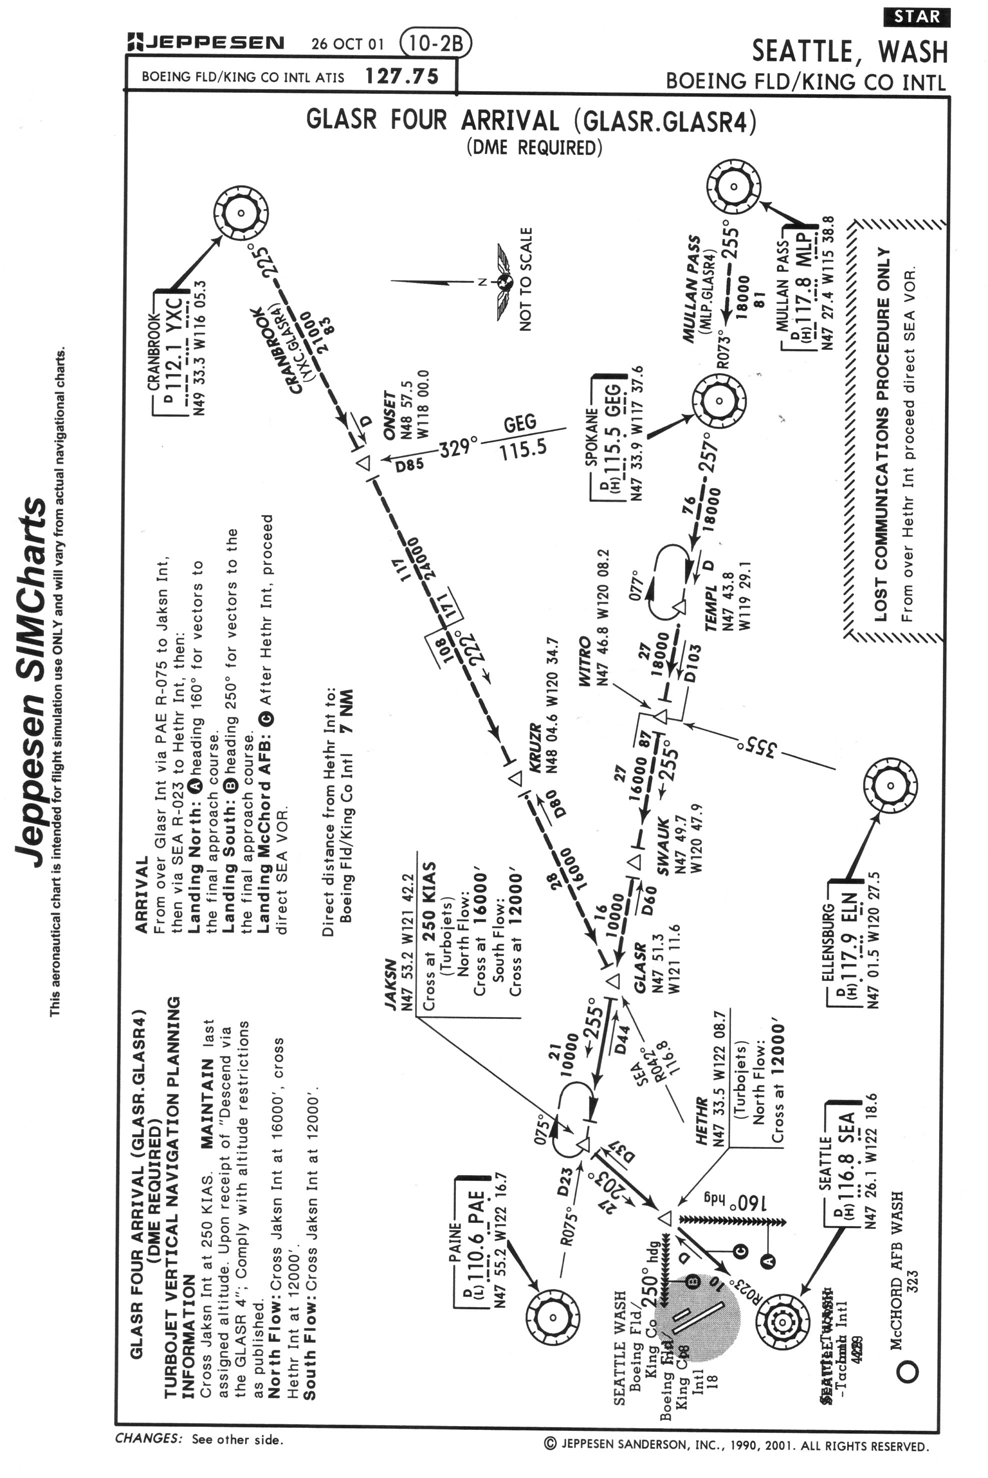 STAR
JEPPESEN 26 OCT 01 10-2B
SEATTLE, WASH
BOEING FLD/KING CO INTL ATIS 127.75
BOEING FLD/KING CO INTL
GLASR FOUR ARRIVAL (GLASR.GLASR4)
(DME REQUIRED)
Jeppesen SIMCharts
This aeronautical chart is intended for flight simulation use ONLY and will vary from actual navigational charts.
CRANBROOK
D 112.1 YXC
N49 33.3 W116 05.3
225°
CRANBROOK
(YXC.GLASR4)
21000
83
N
NOT TO SCALE
MULLAN PASS
(MLP.GLASR4)
255°
18000
81
R073°
MULLAN PASS
D
(H) 117.8 MLP
N47 27.4 W115 38.8
LOST COMMUNICATIONS PROCEDURE ONLY
From over Hethr Int proceed direct SEA VOR.
D
ONSET
N48 57.5
W118 00.0
D85
329°
GEG
115.5
SPOKANE
D
(H) 115.5 GEG
N47 33.9 W117 37.6
257°
76
18000
D
077°
TEMPL
N47 43.8
W119 29.1
117
24000
108
171
222°
WITRO
N47 46.8 W120 08.2
27
18000
D103
87
355°
27
16000
255°
KRUZR
N48 04.6 W120 34.7
D80
28
16000
SWAUK
N47 49.7
W120 47.9
D60
16
10000
GLASR
N47 51.3
W121 11.6
ELLENSBURG
D
(H) 117.9 ELN
N47 01.5 W120 27.5
ARRIVAL
From over Glasr Int via PAE R-075 to Jaksn Int,
then via SEA R-023 to Hethr Int, then:
Landing North: A heading 160° for vectors to
the final approach course.
Landing South: B heading 250° for vectors to the
the final approach course.
Landing McChord AFB: C After Hethr Int, proceed
direct SEA VOR.
Direct distance from Hethr Int to:
Boeing Fld/King Co Intl 7 NM
JAKSN
N47 53.2 W121 42.2
Cross at 250 KIAS
(Turbojets)
North Flow:
Cross at 16000'
South Flow:
Cross at 12000'
21
10000
255°
D44
SEA
R042°
116.8
075°
D23
R075°
D37
203°
27
HETHR
N47 33.5 W122 08.7
(Turbojets)
North Flow:
Cross at 12000'
GLASR FOUR ARRIVAL (GLASR.GLASR4)
(DME REQUIRED)
TURBOJET VERTICAL NAVIGATION PLANNING
INFORMATION
Cross Jaksn Int at 250 KIAS. MAINTAIN last
assigned altitude. Upon receipt of "Descend via
the GLASR 4"; Comply with altitude restrictions
as published.
North Flow: Cross Jaksn Int at 16000', cross
Hethr Int at 12000'.
South Flow: Cross Jaksn Int at 12000'.
PAINE
D
(L) 110.6 PAE
N47 55.2 W122 16.7
160° hdg
250° hdg
A
B
C
D
10
R023°
SEATTLE
D
(H) 116.8 SEA
N47 26.1 W122 18.6
SEATTLE WASH
Boeing Fld/
King Co
Boeing
King Co
Intl
18
-Tacoma Intl
McCHORD AFB WASH
323
CHANGES: See other side.
© JEPPESEN SANDERSON, INC., 1990, 2001. ALL RIGHTS RESERVED.